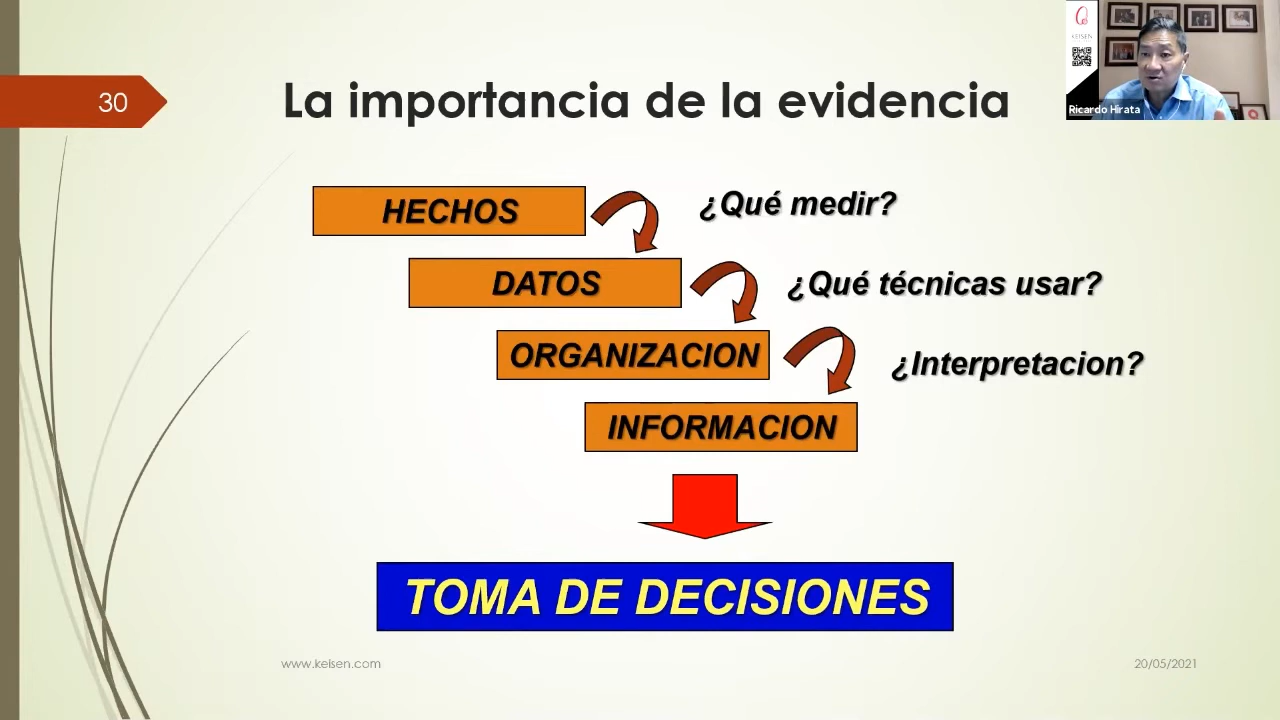 30
La importancia de la evidencia
KEISEN
Ricardo Hirata
HECHOS
¿Qué medir?
DATOS
¿Qué técnicas usar?
ORGANIZACION
¿Interpretacion?
INFORMACION
TOMA DE DECISIONES
www.keisen.com
20/05/2021